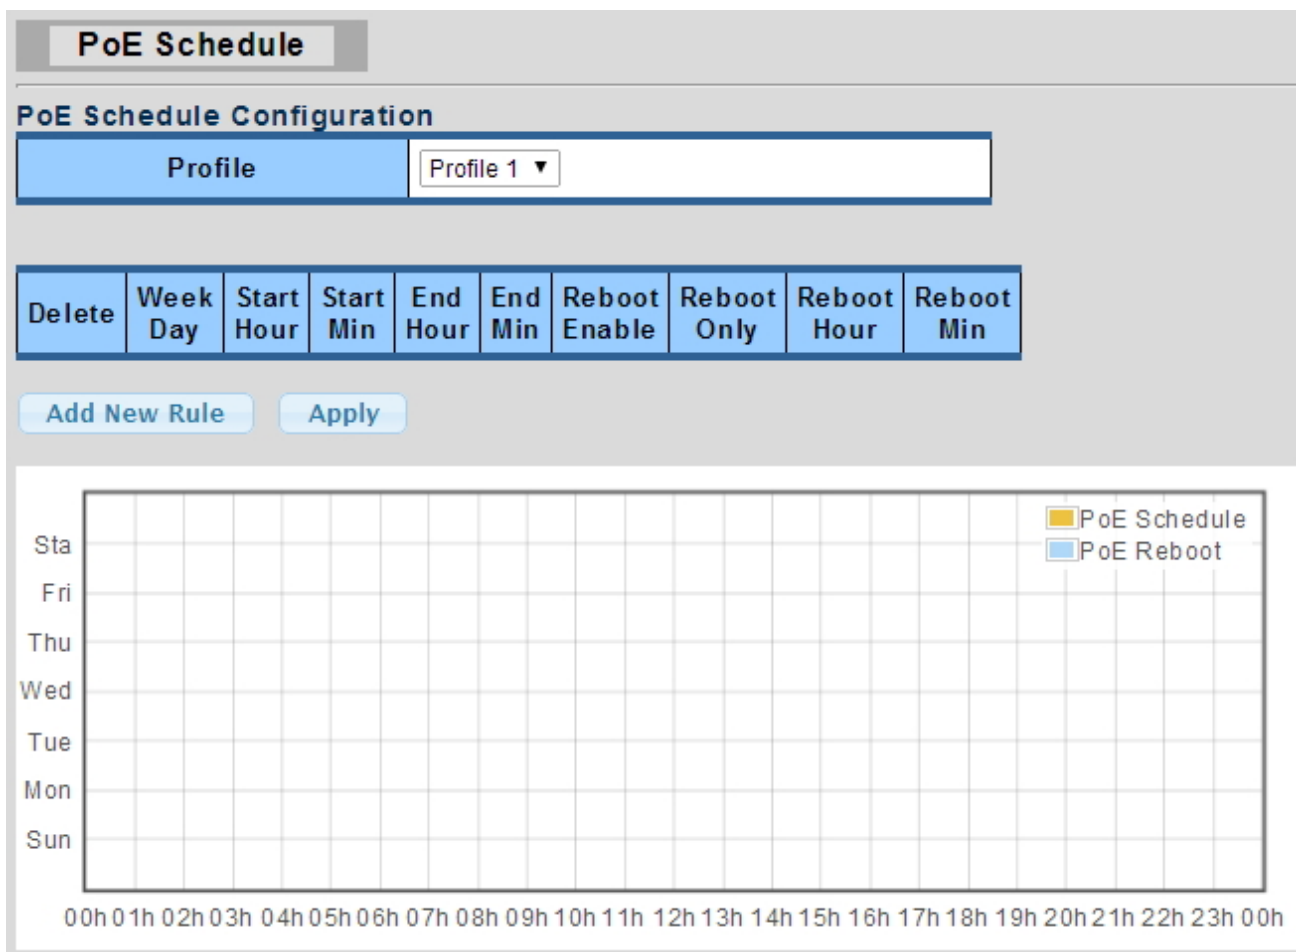 PoE Schedule
PoE Schedule Configuration
Profile
Profile 1
Delete
Week Day
Start Hour
Start Min
End Hour
End Min
Reboot Enable
Reboot Only
Reboot Hour
Reboot Min
Add New Rule
Apply
PoE Schedule
PoE Reboot
Sta
Fri
Thu
Wed
Tue
Mon
Sun
00h 01h 02h 03h 04h 05h 06h 07h 08h 09h 10h 11h 12h 13h 14h 15h 16h 17h 18h 19h 20h 21h 22h 23h 00h